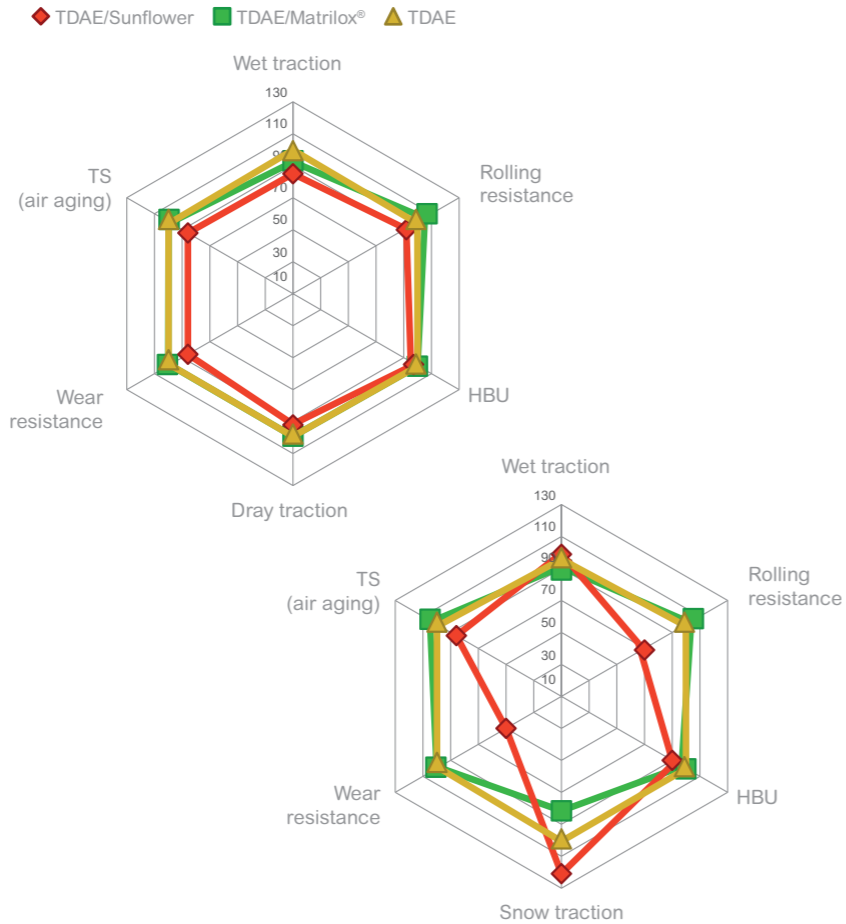 TDAE/Sunflower TDAE/Matrilox® TDAE
Wet traction
130
110
90
70
50
30
10
TS
(air aging)
Rolling
resistance
Wear
resistance
HBU
Dray traction
Wet traction
130
110
90
70
50
30
10
TS
(air aging)
Rolling
resistance
Wear
resistance
HBU
Snow traction